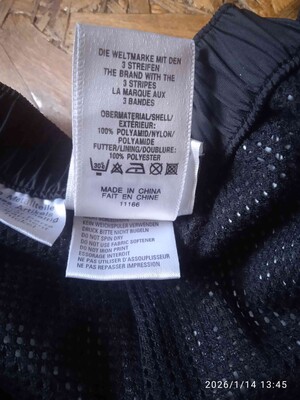 DIE WELTMARKE MIT DEN
3 STREIFEN
THE BRAND WITH THE
3 STRIPES
LA MARQUE AUX
3 BANDES
OBERMATERIAL/SHELL/
EXTÉRIEUR:
100% POLYAMID/NYLON/
POLYAMIDE
FUTTER/LINING/DOUBLURE:
100% POLYESTER
MADE IN CHINA
FAIT EN CHINE
11166
KEIN WEICHSPÜLER VERWENDEN
DRUCK BITTE NICHT BÜGELN
DO NOT SPIN DRY
DO NOT USE FABRIC SOFTENER
DO NOT IRON PRINT
ESSORAGE INTERDIT
NE PAS UTILISER D'ASSOUPLISSEUR
NE PAS REPASSER IMPRESSION
2026/1/14 13:45